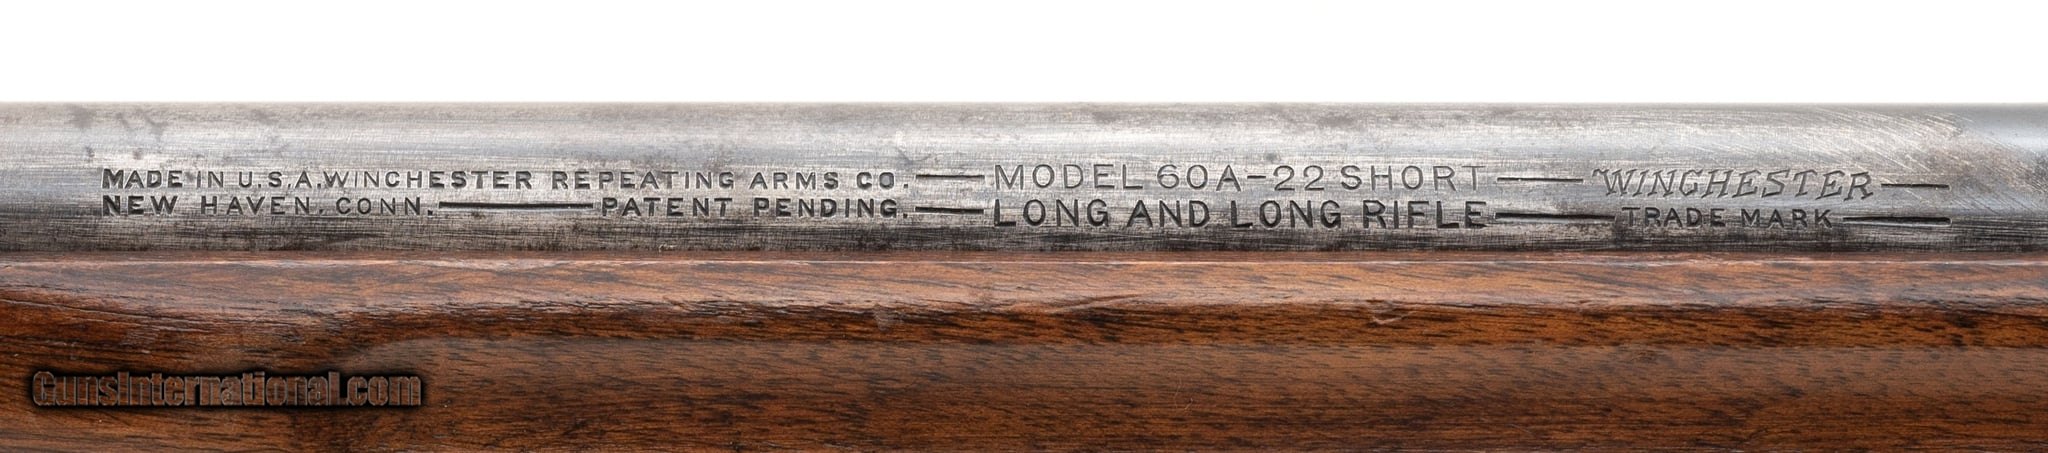 MADE IN U.S.A. WINCHESTER REPEATING ARMS CO. — MODEL 60A-22 SHORT — WINCHESTER —
NEW HAVEN. CONN. — PATENT PENDING. — LONG AND LONG RIFLE — TRADE MARK —
GunsInternational.com